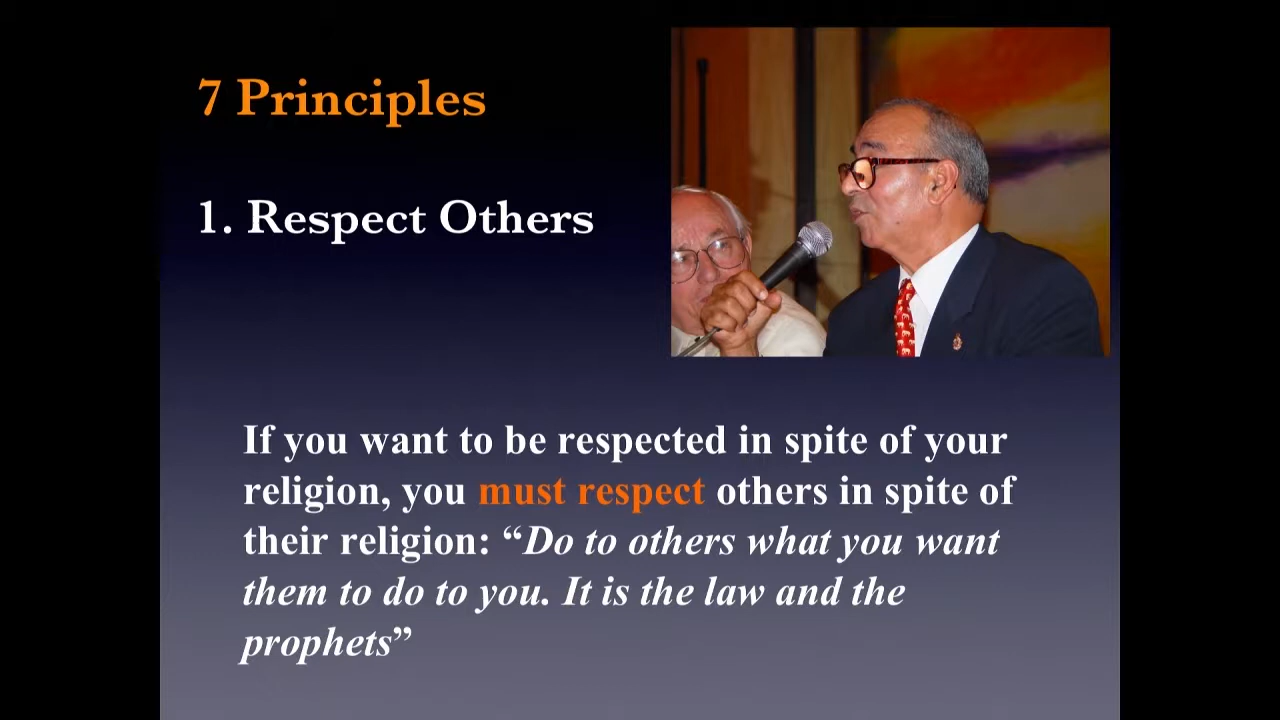 7 Principles
1. Respect Others
If you want to be respected in spite of your
religion, you must respect others in spite of
their religion: “Do to others what you want
them to do to you. It is the law and the
prophets”